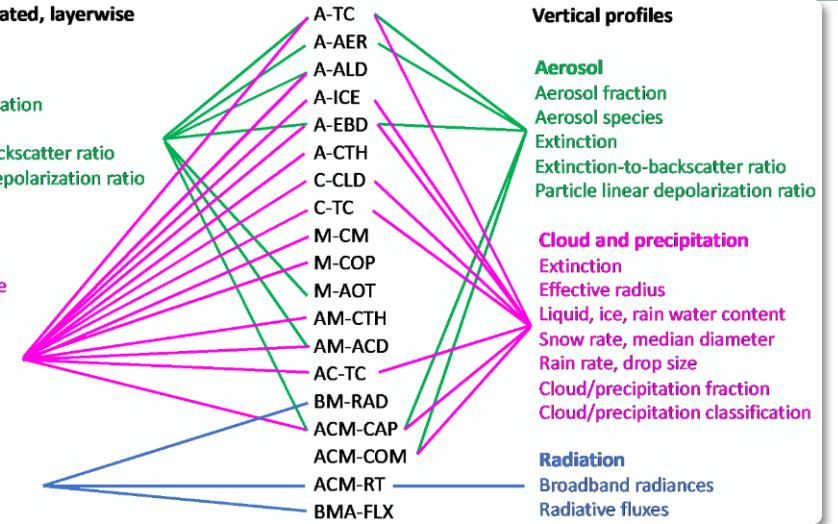 ated, layerwise
ation
ckscatter ratio
epolarization ratio
e
A-TC
A-AER
A-ALD
A-ICE
A-EBD
A-CTH
C-CLD
C-TC
M-CM
M-COP
M-AOT
AM-CTH
AM-ACD
AC-TC
BM-RAD
ACM-CAP
ACM-COM
ACM-RT
BMA-FLX
Vertical profiles
Aerosol
Aerosol fraction
Aerosol species
Extinction
Extinction-to-backscatter ratio
Particle linear depolarization ratio
Cloud and precipitation
Extinction
Effective radius
Liquid, ice, rain water content
Snow rate, median diameter
Rain rate, drop size
Cloud/precipitation fraction
Cloud/precipitation classification
Radiation
Broadband radiances
Radiative fluxes